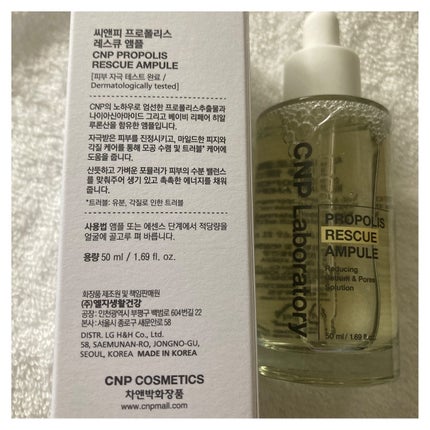 씨앤피 프로폴리스
레스큐 앰플
CNP PROPOLIS
RESCUE AMPULE
[피부 자극 테스트 완료 /
Dermatologically tested]
CNP의 노하우로 엄선한 프로폴리스추출물과
나이아신아마이드 그리고 베이비 리페어 히알
루론산을 함유한 앰플입니다.
자극받은 피부를 진정시키고, 마일드한 피지와
각질 케어를 통해 모공 수렴 및 트러블* 케어에
도움을 줍니다.
산뜻하고 가벼운 포뮬러가 피부의 수분 밸런스
를 맞춰주어 생기 있고 촉촉한 에너지를 채워
줍니다.
*트러블: 유분, 각질로 인한 트러블
사용법 앰플 또는 에센스 단계에서 적당량을
얼굴에 골고루 펴 바릅니다.
용량 50 ml / 1.69 fl. oz.
화장품 제조원 및 책임판매원
(주)엘지생활건강
공장 : 인천광역시 부평구 백범로 604번길 22
본사 : 서울시 종로구 새문안로 58
DISTR. LG H&H Co., Ltd.
58, SAEMUNAN-RO, JONGNO-GU,
SEOUL, KOREA MADE IN KOREA
CNP COSMETICS
차앤박화장품
www.cnpmall.com
CNP Laboratory
PROPOLIS
RESCUE
AMPULE
Reducing
Sebum & Pores
Solution
50 ml / 1.69 fl. oz.